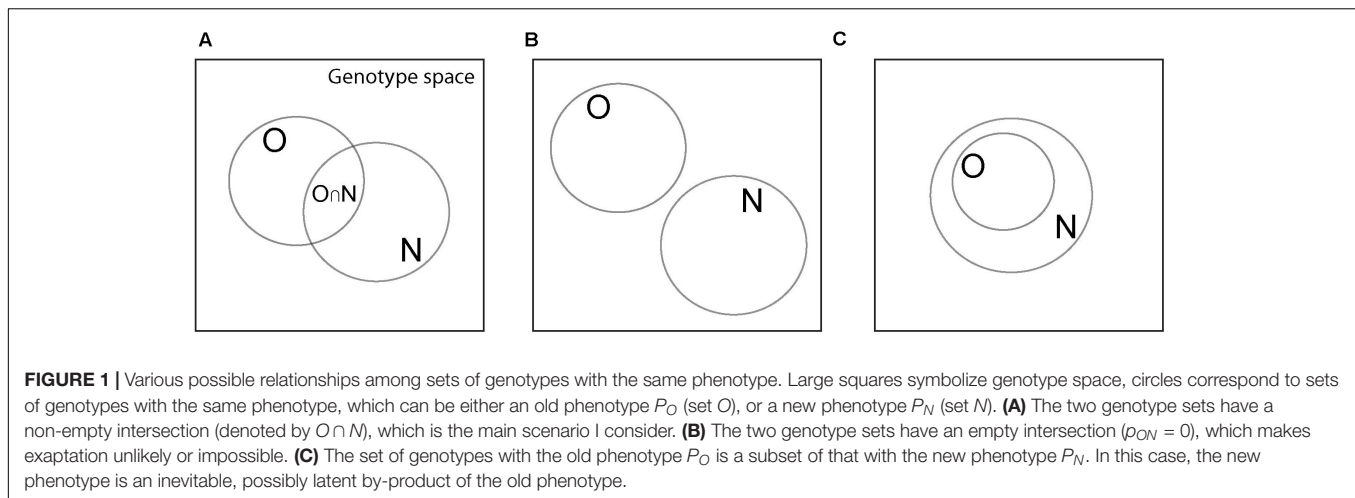 A
B
C
Genotype space
O
O∩N
N
O
N
O
N
FIGURE 1 | Various possible relationships among sets of genotypes with the same phenotype. Large squares symbolize genotype space, circles correspond to sets
of genotypes with the same phenotype, which can be either an old phenotype P_O (set O), or a new phenotype P_N (set N). (A) The two genotype sets have a
non-empty intersection (denoted by O ∩ N), which is the main scenario I consider. (B) The two genotype sets have an empty intersection (p_ON = 0), which makes
exaptation unlikely or impossible. (C) The set of genotypes with the old phenotype P_O is a subset of that with the new phenotype P_N. In this case, the new
phenotype is an inevitable, possibly latent by-product of the old phenotype.